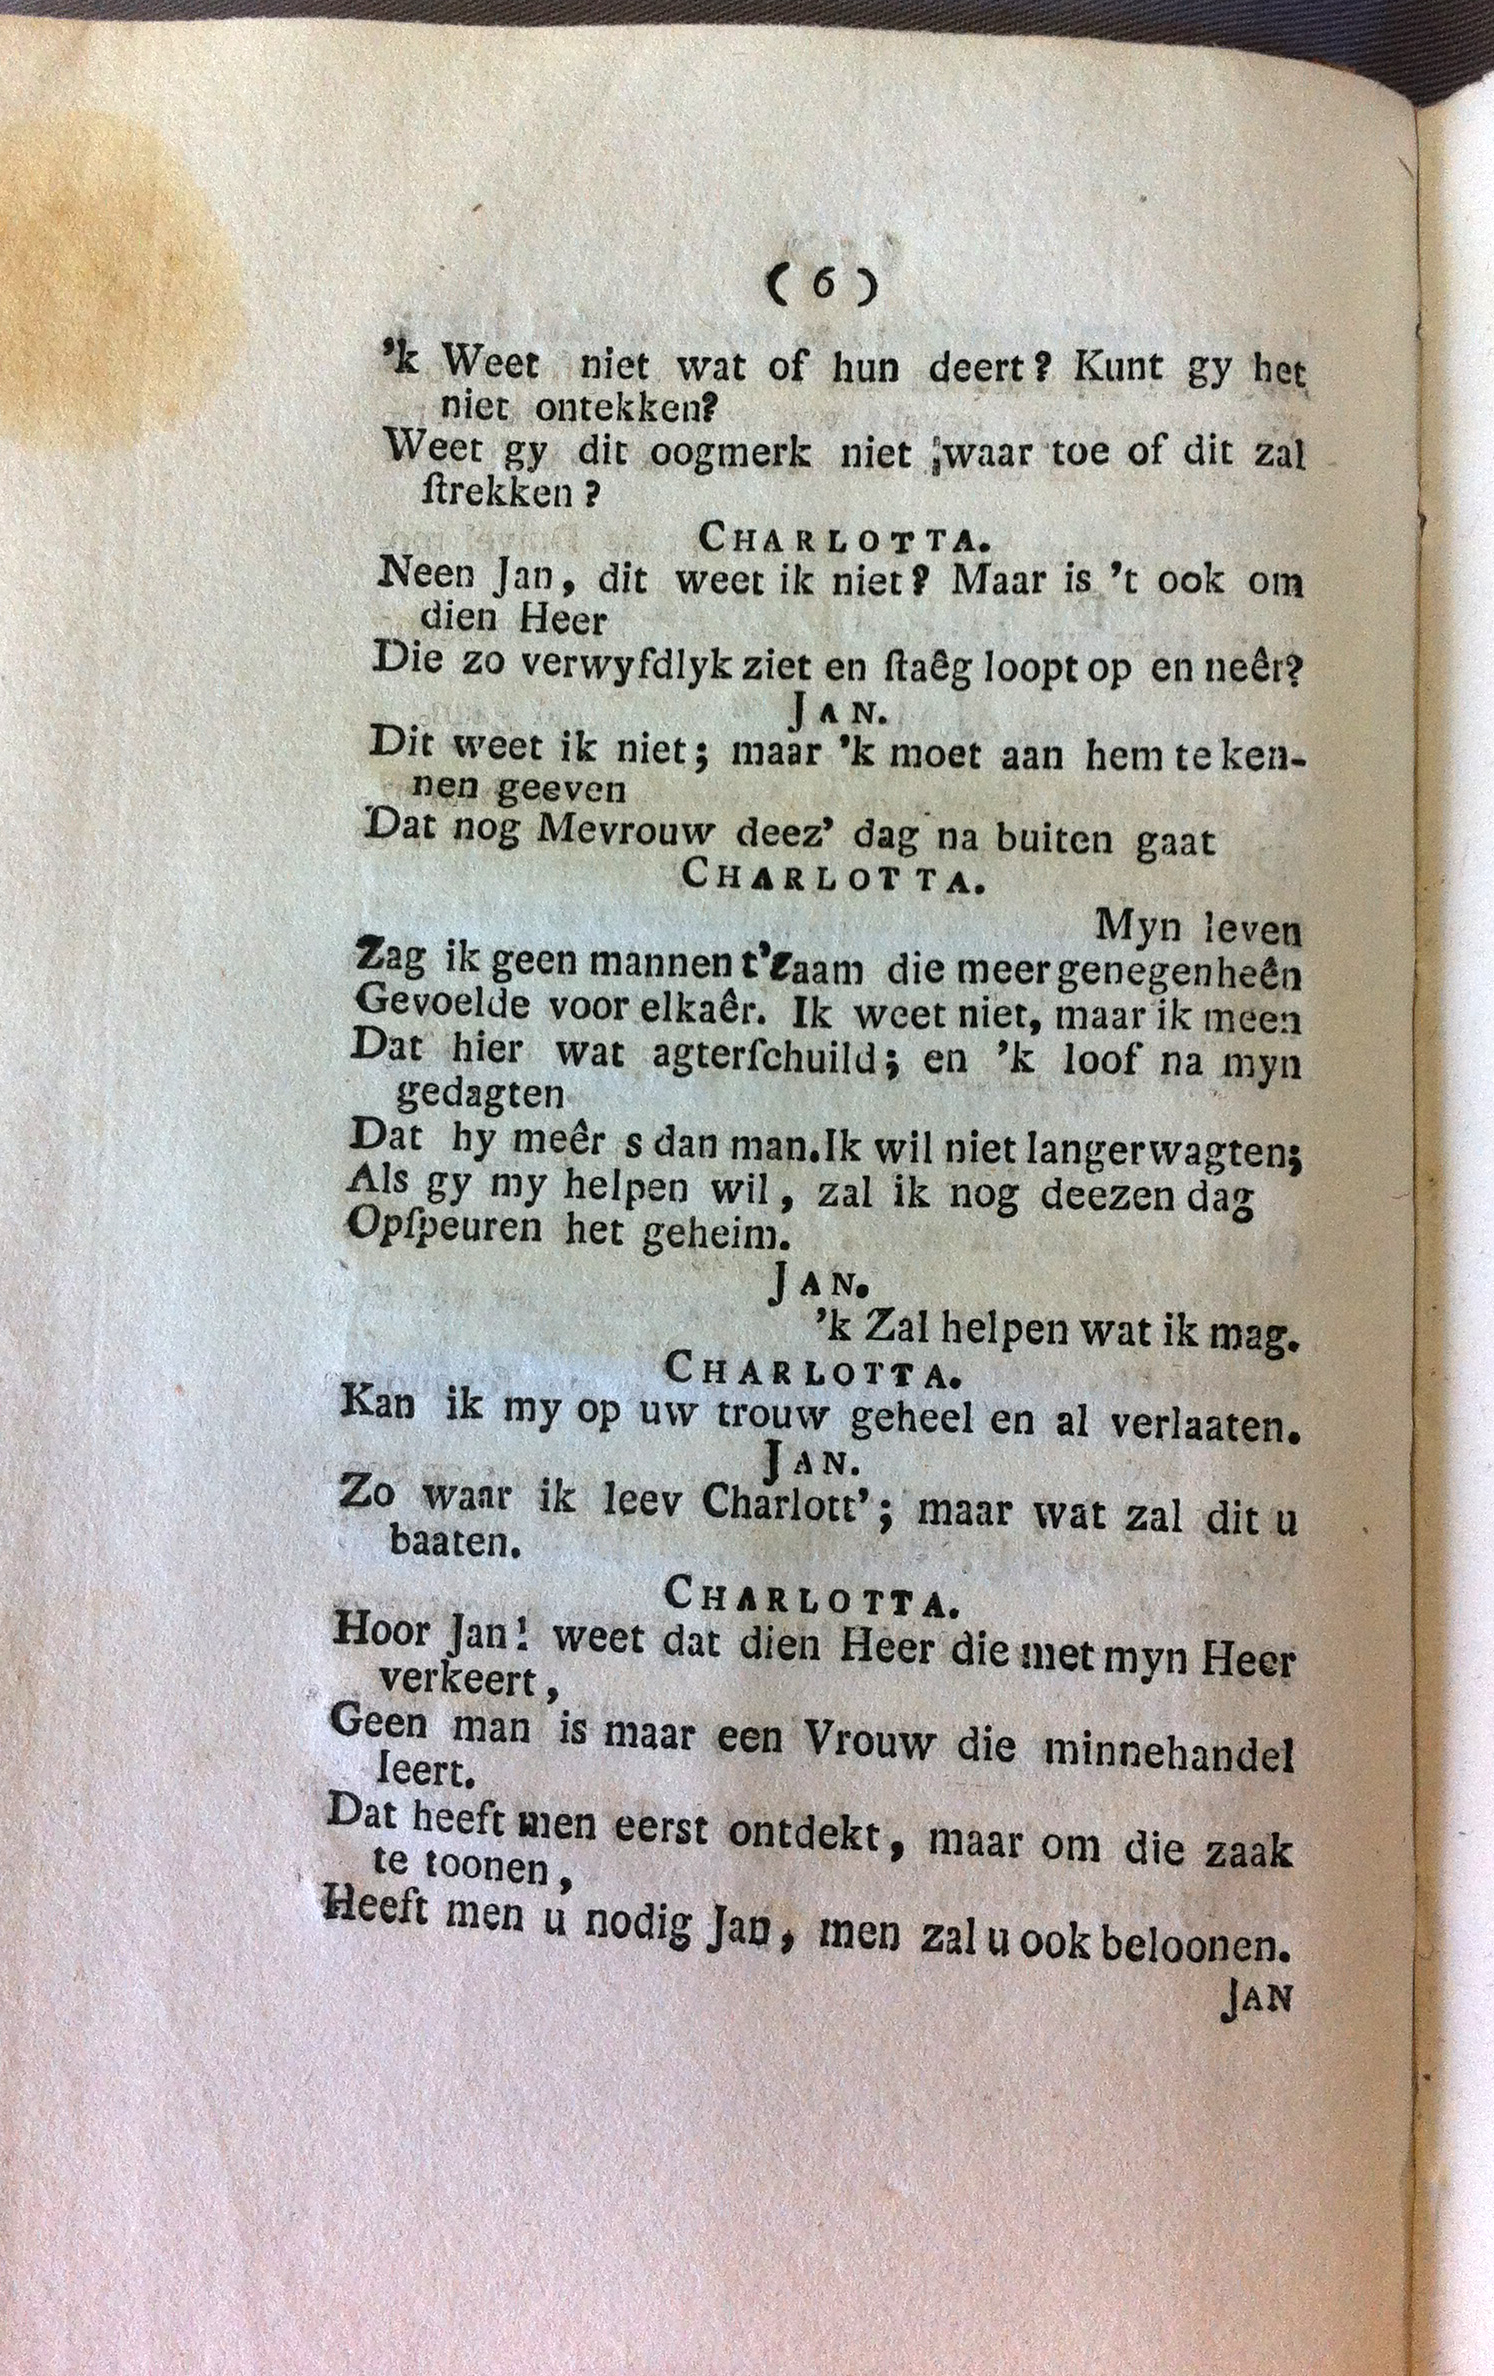 ( 6 )
’k Weet niet wat of hun deert? Kunt gy het
niet ontekken?
Weet gy dit oogmerk niet ;waar toe of dit zal
ſtrekken?
CHARLOTTA.
Neen Jan, dit weet ik niet? Maar is ’t ook om
dien Heer
Die zo verwyfdlyk ziet en ſtaêg loopt op en neêr?
JAN.
Dit weet ik niet; maar ’k moet aan hem te ken-
nen geeven
Dat nog Mevrouw deez’ dag na buiten gaat
CHARLOTTA.
Myn leven
Zag ik geen mannen t’zaam die meer genegenheên
Gevoelde voor elkaêr. Ik weet niet, maar ik meen
Dat hier wat agterſchuild; en ’k loof na myn
gedagten
Dat hy meêr s dan man. Ik wil niet langer wagten;
Als gy my helpen wil, zal ik nog deezen dag
Opſpeuren het geheim.
JAN.
’k Zal helpen wat ik mag.
CHARLOTTA.
Kan ik my op uw trouw geheel en al verlaaten.
JAN.
Zo waar ik leev Charlott’; maar wat zal dit u
baaten.
CHARLOTTA.
Hoor Jan! weet dat dien Heer die met myn Heer
verkeert,
Geen man is maar een Vrouw die minnehandel
leert.
Dat heeft men eerst ontdekt, maar om die zaak
te toonen,
Heeft men u nodig Jan, men zal u ook beloonen.
JAN